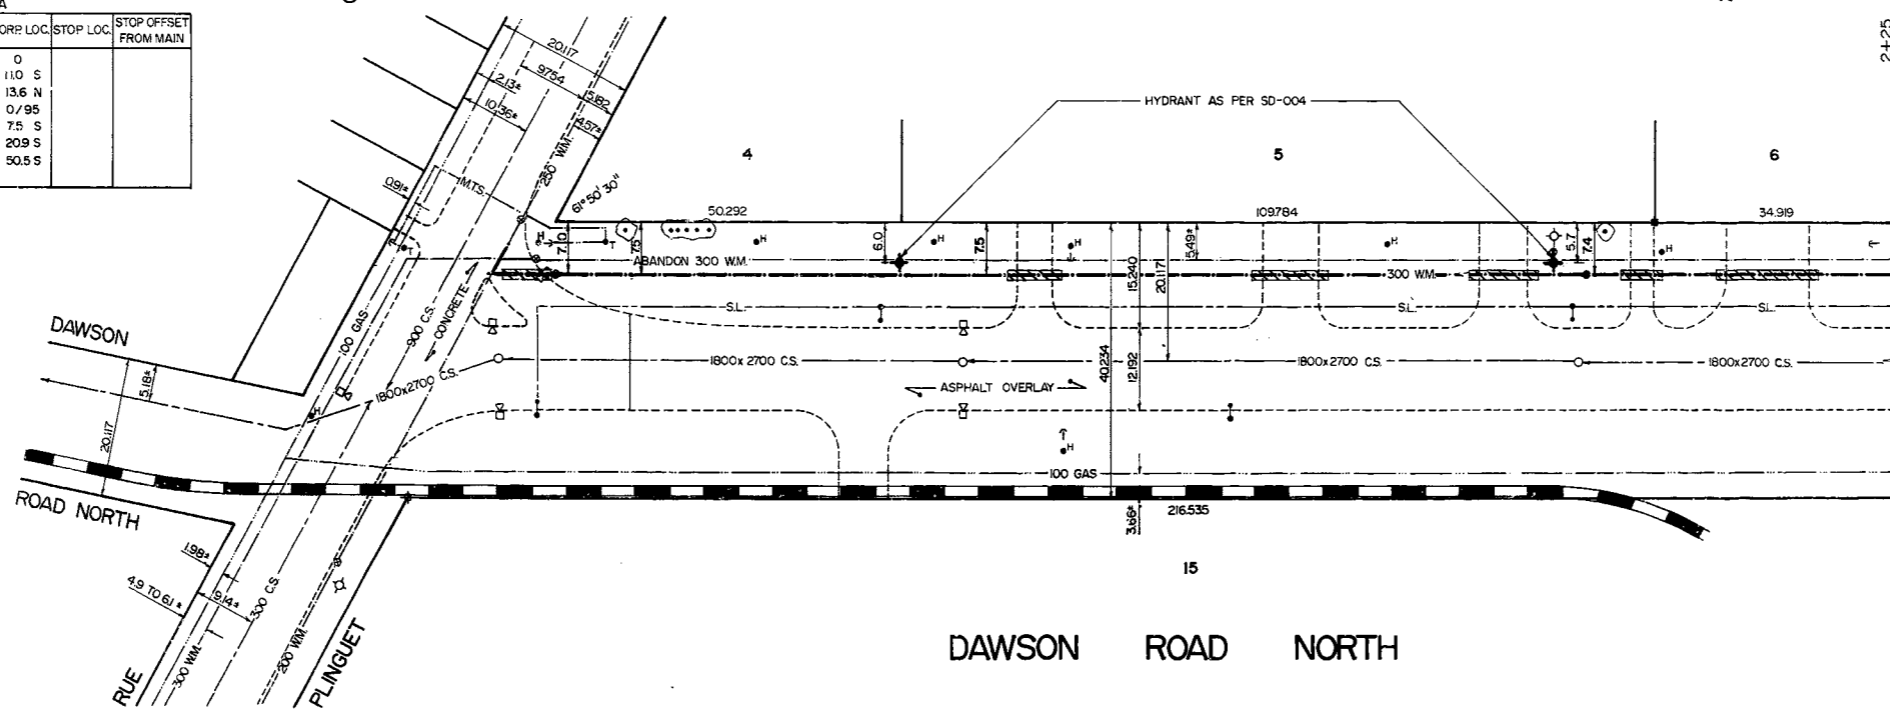 A
ORP. LOC. STOP LOC. STOP OFFSET FROM MAIN
0
11.0 S
13.6 N
0/95
7.5 S
20.9 S
50.5 S
2+25
HYDRANT AS PER SD-004
20.117
9.754
15.182
2.13±
10.36±
4.57±
250 W.M.
0.91±
M.T.S.
61°50'30"
4
5
6
50.292
109.784
34.919
H
T
7.0
7.5
6.0
H
H
7.5
H
5.49±
H
5.7
7.4
H
T
ABANDON 300 W.M.
300 W.M.
15.240
20.117
S.L.
S.L.
S.L.
100 GAS
900 C.S.
CONCRETE
DAWSON
5.18±
20.117
H
1800x2700 C.S.
1800x2700 C.S.
1800x2700 C.S.
1800x2700 C.S.
40.234
12.192
ASPHALT OVERLAY
H
100 GAS
ROAD NORTH
3.66±
216.535
15
1.98±
4.9 TO 6.1±
9.14±
300 C.S.
300 W.M.
200 W.M.
RUE
PLINGUET
DAWSON ROAD NORTH